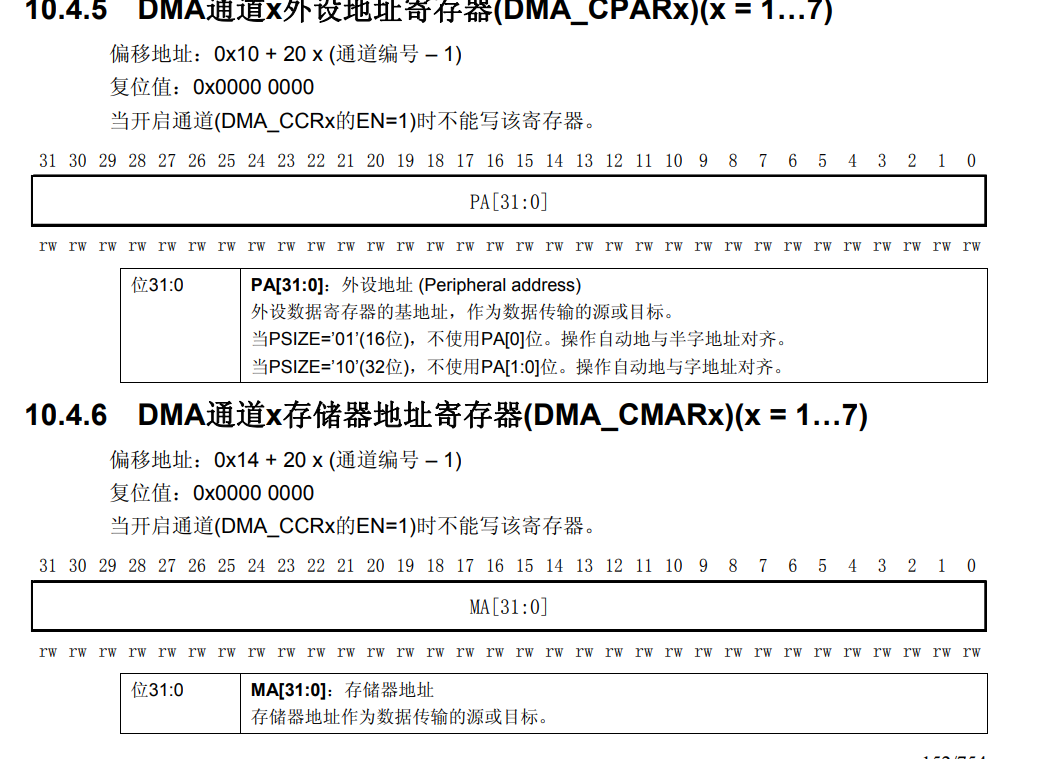 10.4.5 DMA通道x外设地址寄存器(DMA_CPARx)(x = 1…7)
偏移地址：0x10 + 20 x (通道编号 – 1)
复位值：0x0000 0000
当开启通道(DMA_CCRx的EN=1)时不能写该寄存器。
31 30 29 28 27 26 25 24 23 22 21 20 19 18 17 16 15 14 13 12 11 10 9 8 7 6 5 4 3 2 1 0
PA[31:0]
rw rw rw rw rw rw rw rw rw rw rw rw rw rw rw rw rw rw rw rw rw rw rw rw rw rw rw rw rw rw rw rw
位31:0 PA[31:0]：外设地址 (Peripheral address)
外设数据寄存器的基地址，作为数据传输的源或目标。
当PSIZE=’01’(16位)，不使用PA[0]位。操作自动地与半字地址对齐。
当PSIZE=’10’(32位)，不使用PA[1:0]位。操作自动地与字地址对齐。
10.4.6 DMA通道x存储器地址寄存器(DMA_CMARx)(x = 1…7)
偏移地址：0x14 + 20 x (通道编号 – 1)
复位值：0x0000 0000
当开启通道(DMA_CCRx的EN=1)时不能写该寄存器。
31 30 29 28 27 26 25 24 23 22 21 20 19 18 17 16 15 14 13 12 11 10 9 8 7 6 5 4 3 2 1 0
MA[31:0]
rw rw rw rw rw rw rw rw rw rw rw rw rw rw rw rw rw rw rw rw rw rw rw rw rw rw rw rw rw rw rw rw
位31:0 MA[31:0]：存储器地址
存储器地址作为数据传输的源或目标。